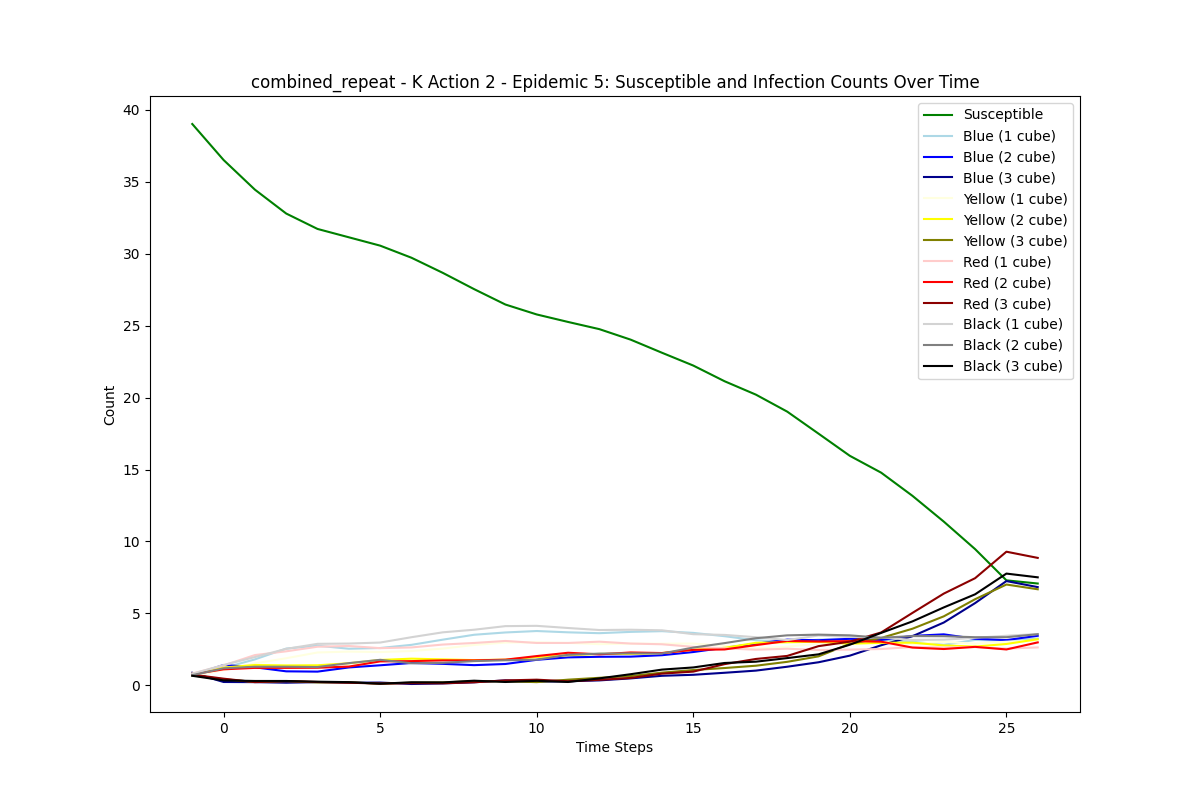 combined_repeat - K Action 2 - Epidemic 5: Susceptible and Infection Counts Over Time
40
35
30
25
20
15
10
5
0
Count
Susceptible
Blue (1 cube)
Blue (2 cube)
Blue (3 cube)
Yellow (1 cube)
Yellow (2 cube)
Yellow (3 cube)
Red (1 cube)
Red (2 cube)
Red (3 cube)
Black (1 cube)
Black (2 cube)
Black (3 cube)
0 5 10 15 20 25
Time Steps